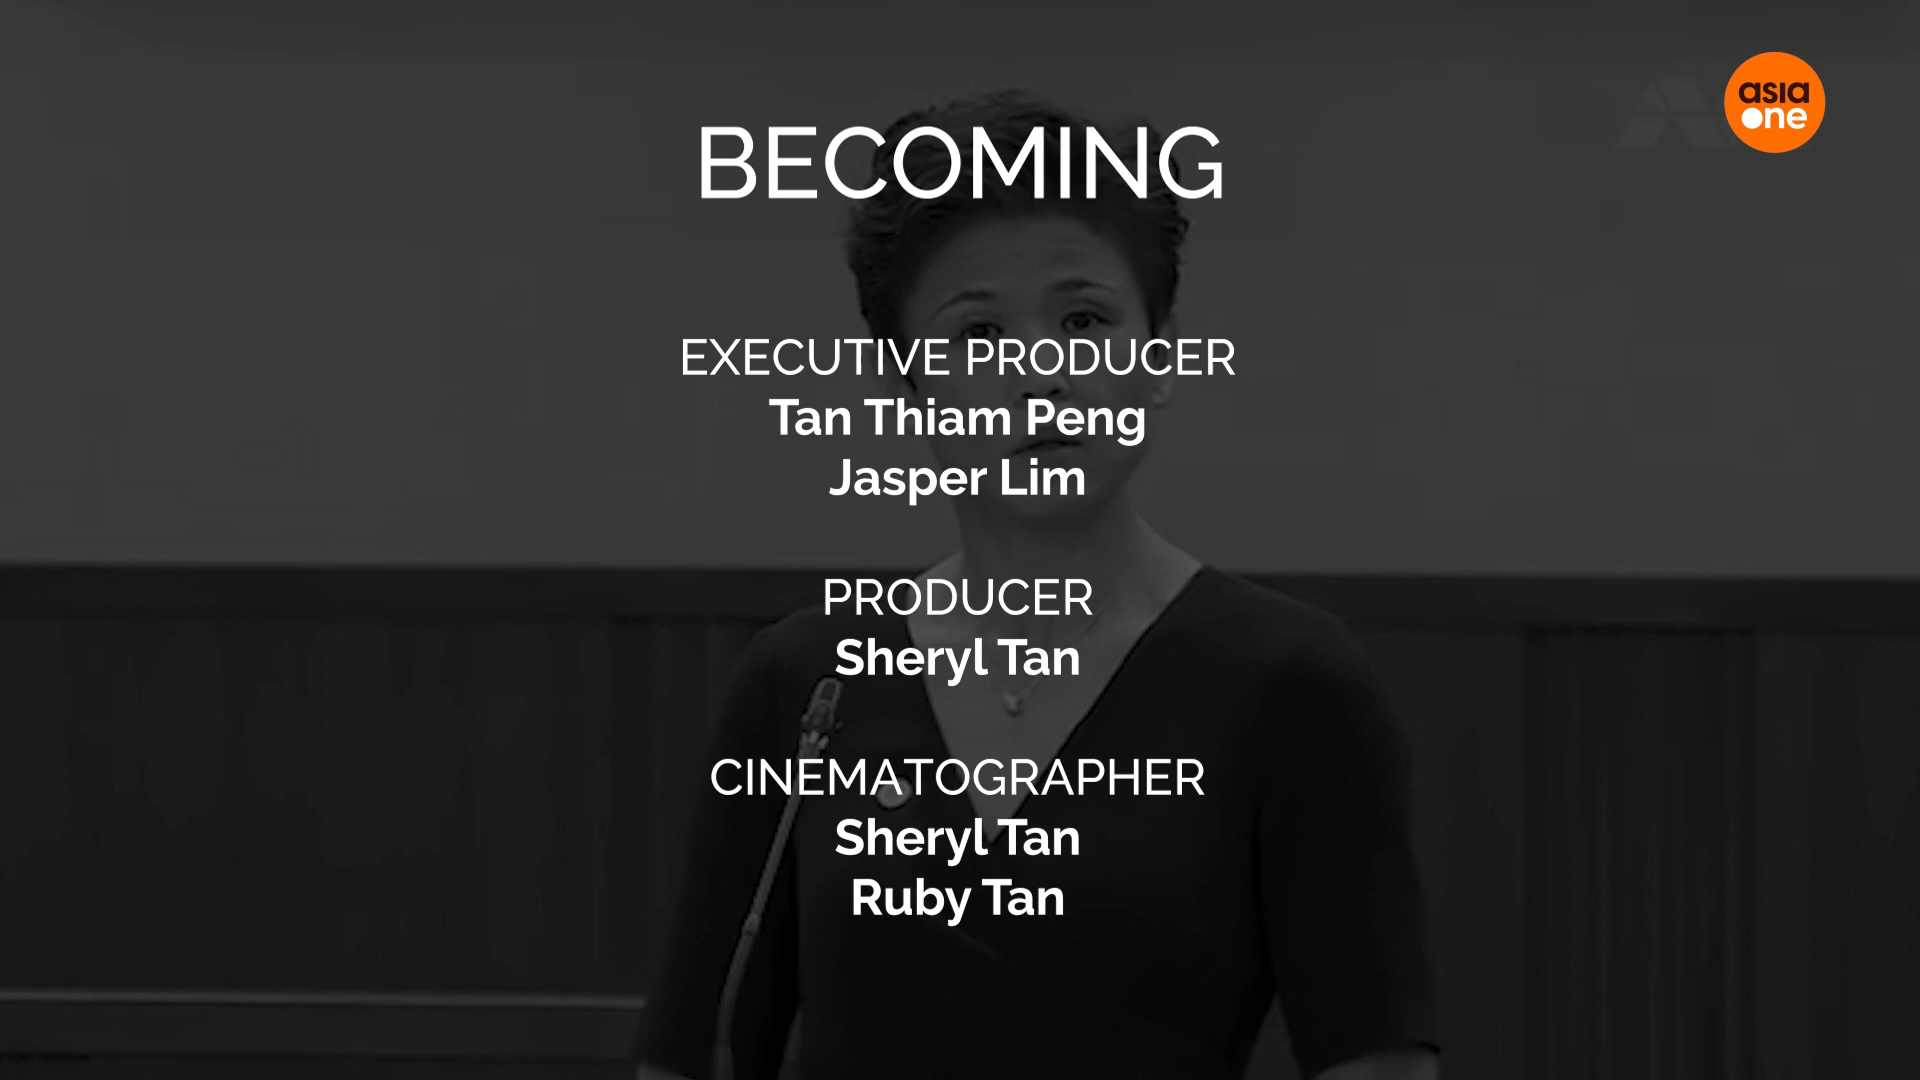 asia
one
BECOMING
EXECUTIVE PRODUCER
Tan Thiam Peng
Jasper Lim
PRODUCER
Sheryl Tan
CINEMATOGRAPHER
Sheryl Tan
Ruby Tan